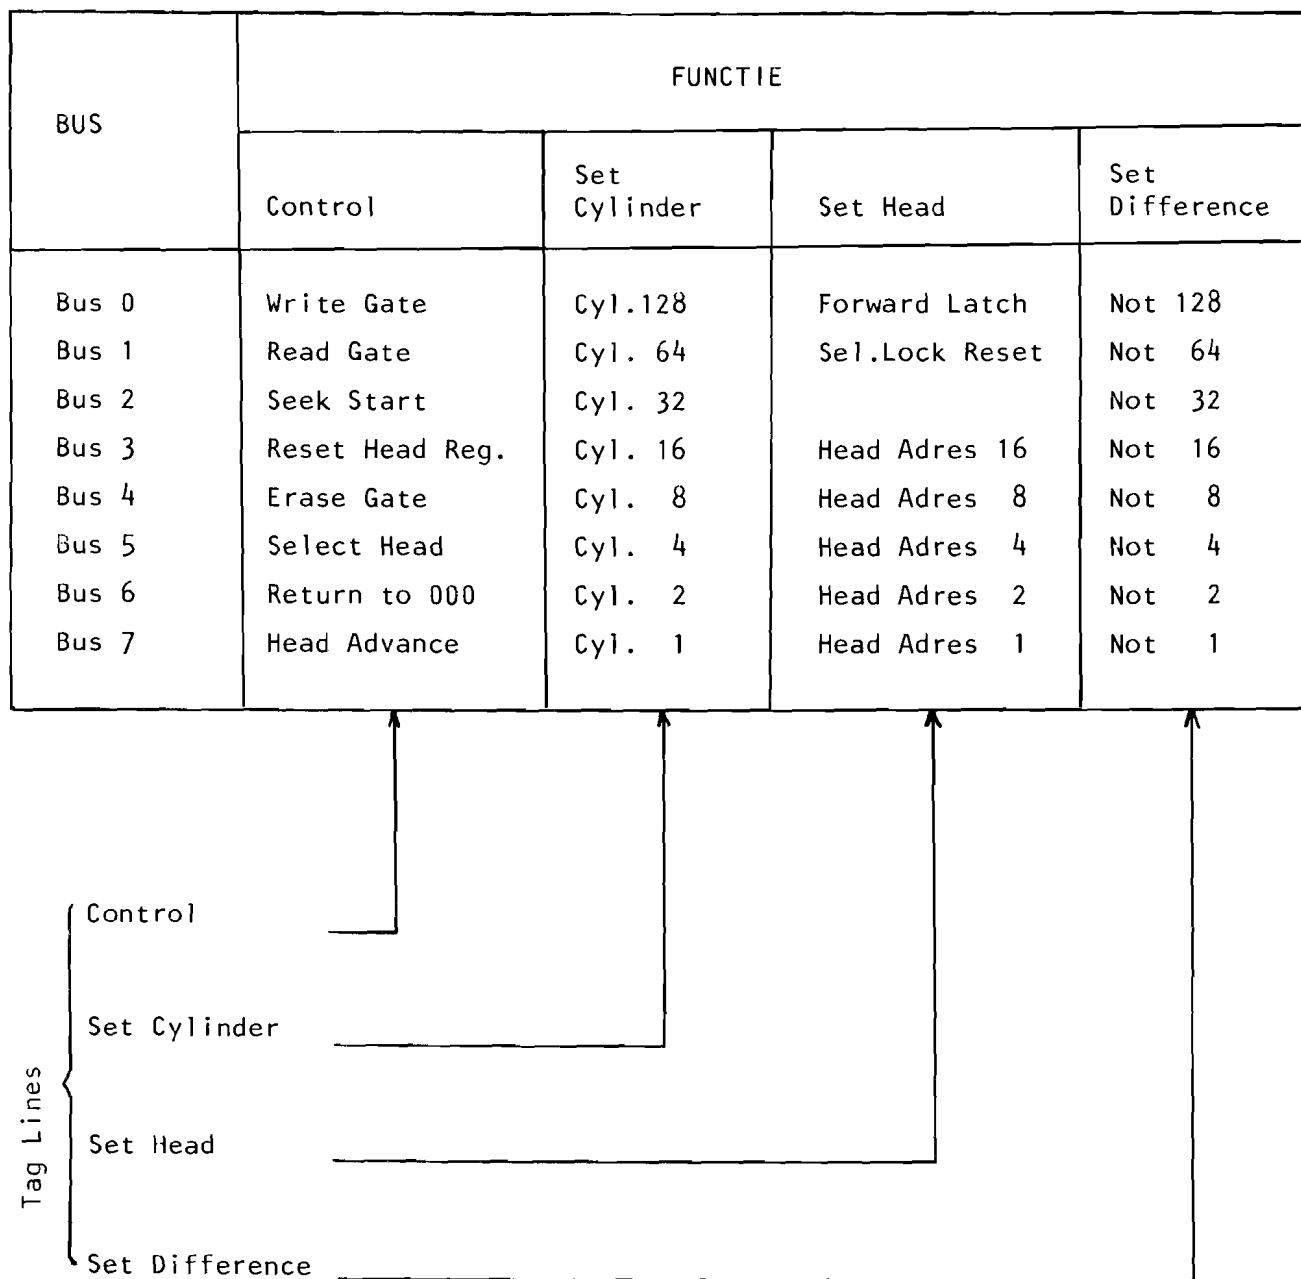 FUNCTIE
BUS
Control Set Cylinder Set Head Set Difference
Bus 0 Write Gate Cyl.128 Forward Latch Not 128
Bus 1 Read Gate Cyl. 64 Sel.Lock Reset Not 64
Bus 2 Seek Start Cyl. 32 Not 32
Bus 3 Reset Head Reg. Cyl. 16 Head Adres 16 Not 16
Bus 4 Erase Gate Cyl. 8 Head Adres 8 Not 8
Bus 5 Select Head Cyl. 4 Head Adres 4 Not 4
Bus 6 Return to 000 Cyl. 2 Head Adres 2 Not 2
Bus 7 Head Advance Cyl. 1 Head Adres 1 Not 1
Tag Lines
Control
Set Cylinder
Set Head
Set Difference